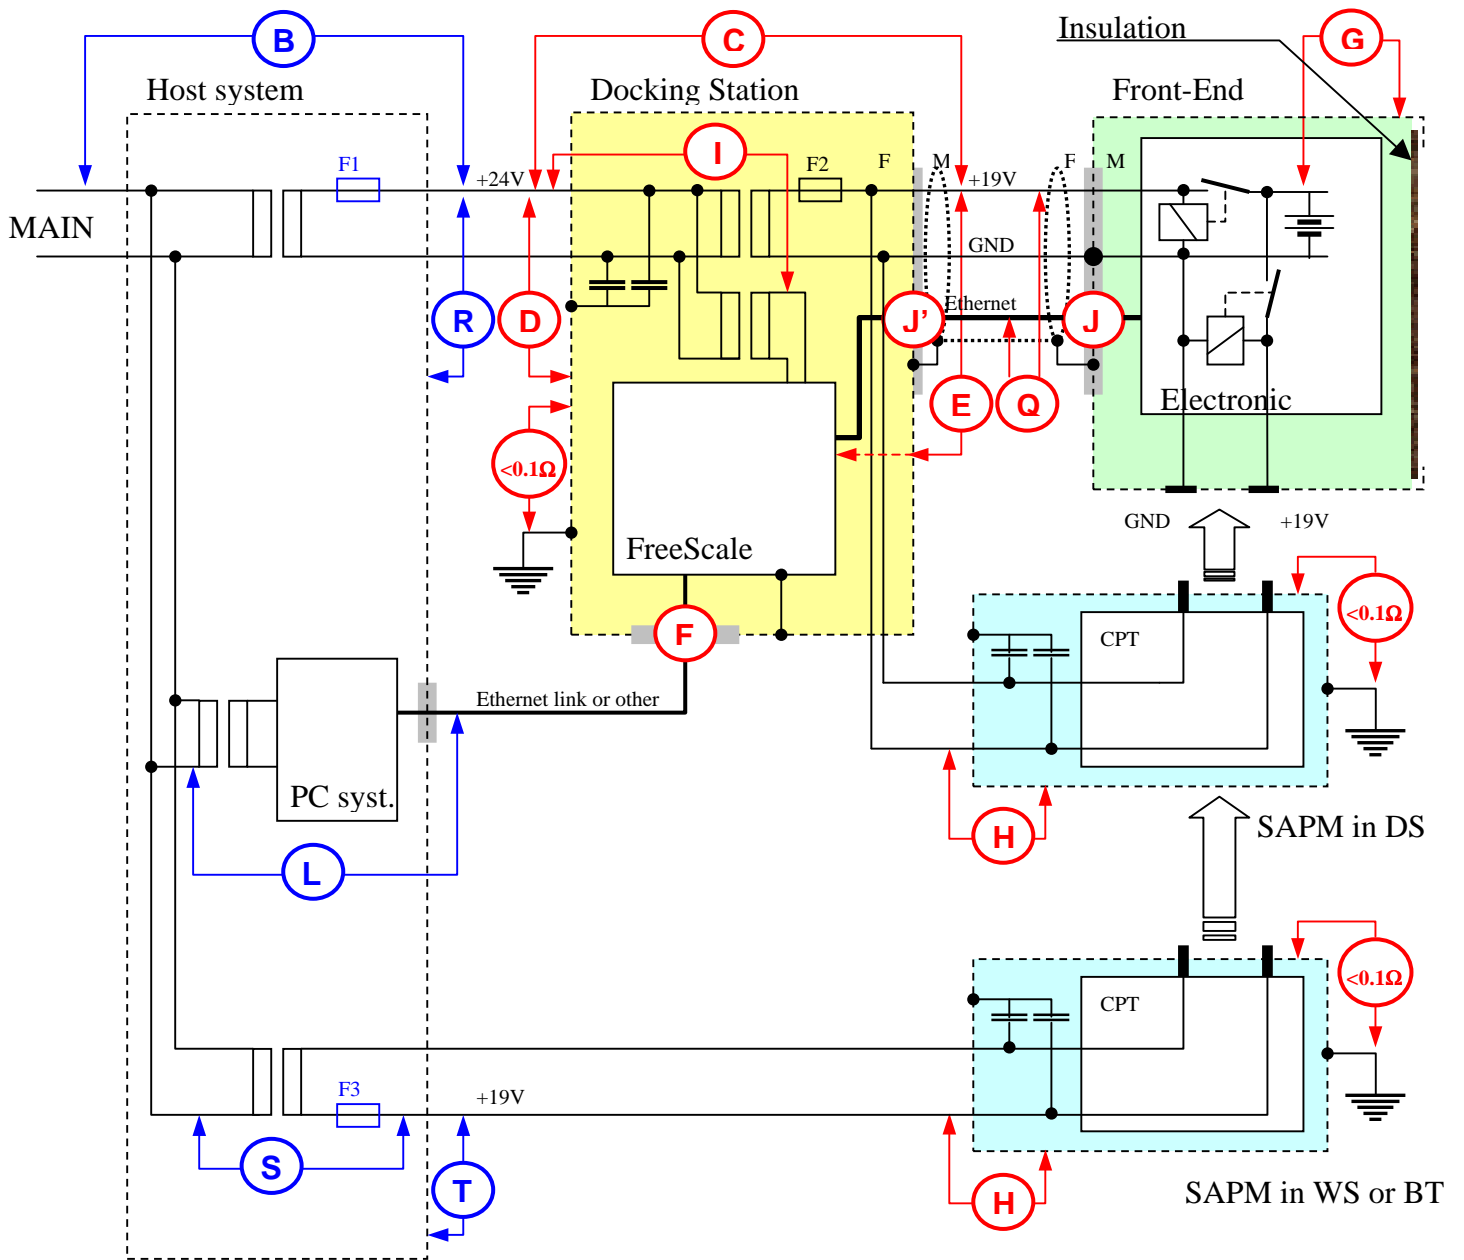 B
C
Insulation
G
Host system
Docking Station
Front-End
F1
+24V
I
F2
F
M
+19V
F
M
MAIN
GND
R
D
J’
Ethernet
J
E
Q
Electronic
<0.1Ω
FreeScale
GND
+19V
F
CPT
<0.1Ω
Ethernet link or other
PC syst.
H
SAPM in DS
L
CPT
<0.1Ω
F3
+19V
S
T
H
SAPM in WS or BT